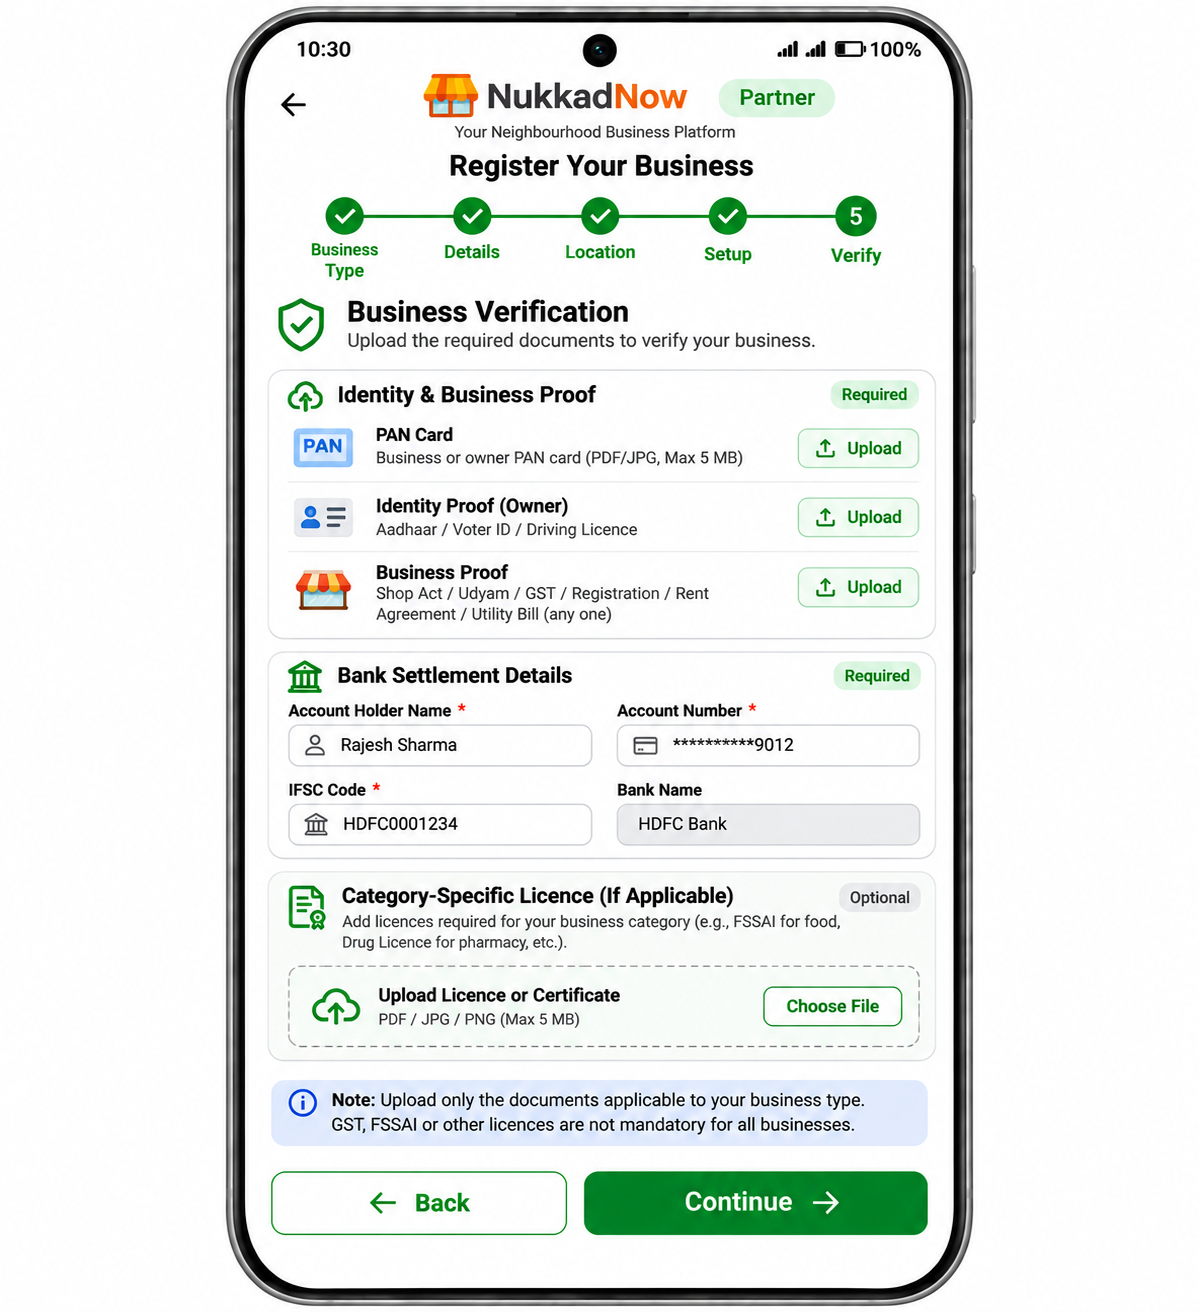 10:30
100%
NukkadNow
Partner
Your Neighbourhood Business Platform
Register Your Business
5
Business
Type
Details
Location
Setup
Verify
Business Verification
Upload the required documents to verify your business.
Identity & Business Proof
Required
PAN
PAN Card
Business or owner PAN card (PDF/JPG, Max 5 MB)
Upload
Identity Proof (Owner)
Aadhaar / Voter ID / Driving Licence
Upload
Business Proof
Shop Act / Udyam / GST / Registration / Rent
Agreement / Utility Bill (any one)
Upload
Bank Settlement Details
Required
Account Holder Name *
Account Number *
Rajesh Sharma
**********9012
IFSC Code *
Bank Name
HDFC0001234
HDFC Bank
Category-Specific Licence (If Applicable)
Optional
Add licences required for your business category (e.g., FSSAI for food,
Drug Licence for pharmacy, etc.).
Upload Licence or Certificate
PDF / JPG / PNG (Max 5 MB)
Choose File
Note: Upload only the documents applicable to your business type.
GST, FSSAI or other licences are not mandatory for all businesses.
Back
Continue